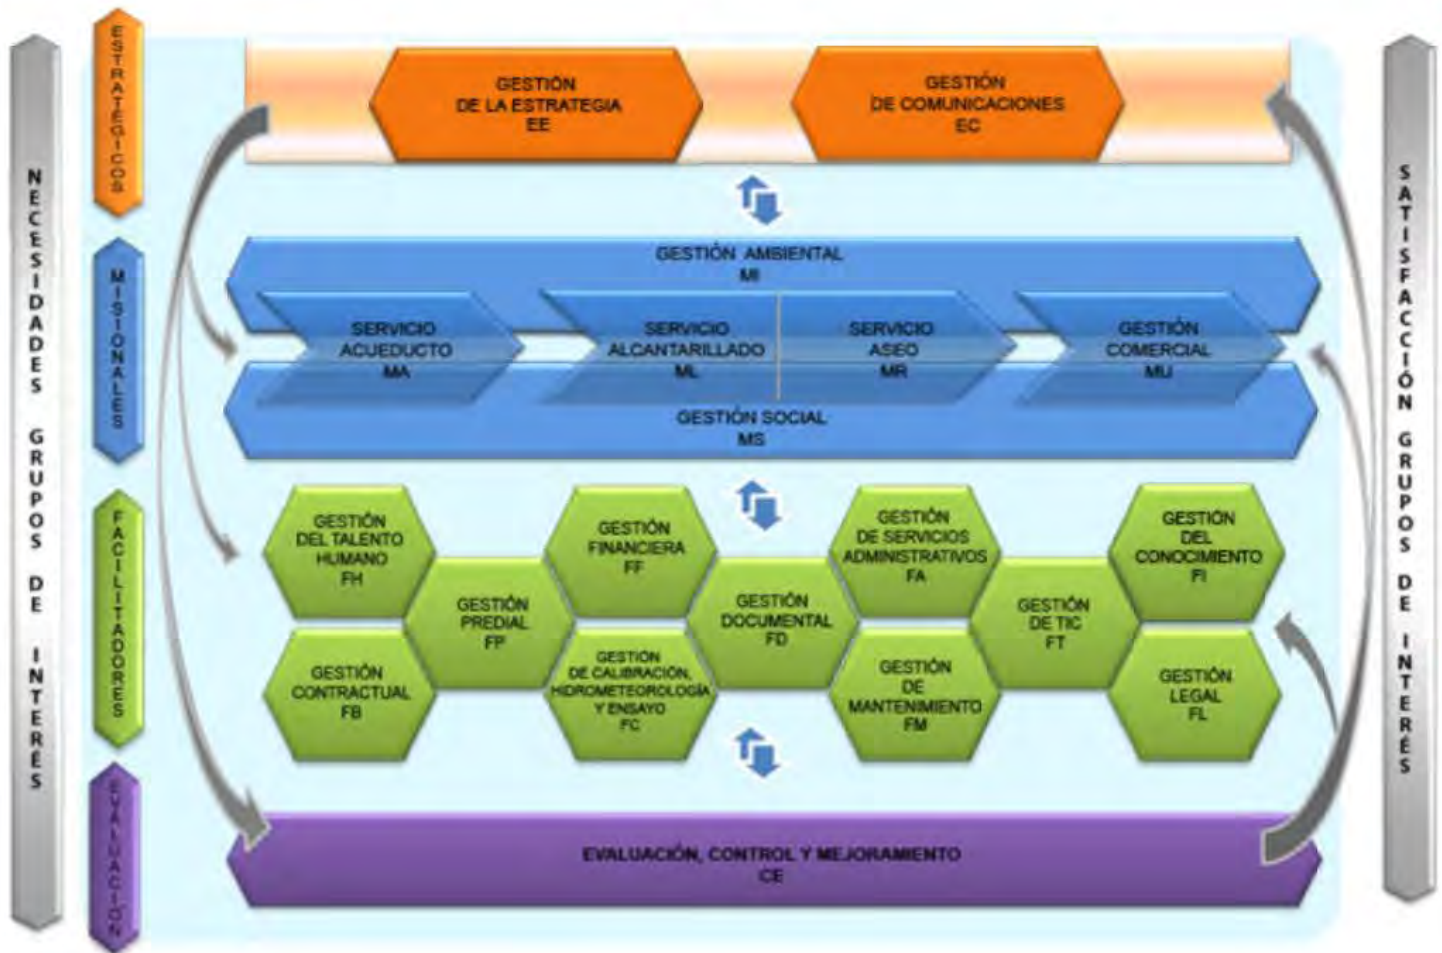 NECESIDADES GRUPOS DE INTERÉS
ESTRATÉGICOS
GESTIÓN
DE LA ESTRATEGIA
EE
GESTIÓN
DE COMUNICACIONES
EC
MISIONALES
GESTIÓN AMBIENTAL
MI
SERVICIO
ACUEDUCTO
MA
SERVICIO
ALCANTARILLADO
ML
SERVICIO
ASEO
MR
GESTIÓN
COMERCIAL
MU
GESTIÓN SOCIAL
MS
FACILITADORES
GESTIÓN
DEL TALENTO
HUMANO
FH
GESTIÓN
PREDIAL
FP
GESTIÓN
FINANCIERA
FF
GESTIÓN
DOCUMENTAL
FD
GESTIÓN
DE SERVICIOS
ADMINISTRATIVOS
FA
GESTIÓN
DE TIC
FT
GESTIÓN
DEL
CONOCIMIENTO
FI
GESTIÓN
CONTRACTUAL
FB
GESTIÓN
DE CALIBRACIÓN,
HIDROMETEOROLOGÍA
Y ENSAYO
FC
GESTIÓN
DE
MANTENIMIENTO
FM
GESTIÓN
LEGAL
FL
EVALUACIÓN
EVALUACIÓN, CONTROL Y MEJORAMIENTO
CE
SATISFACCIÓN GRUPOS DE INTERÉS